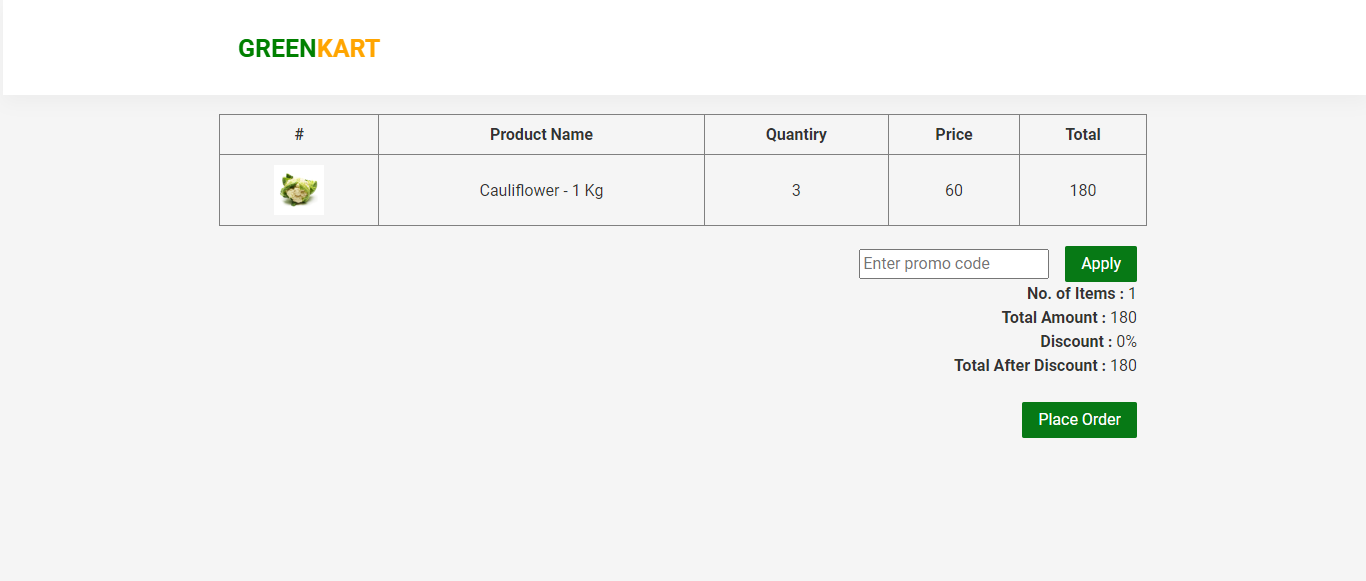 GREENKART
# Product Name Quantiry Price Total
Cauliflower - 1 Kg 3 60 180
Enter promo code Apply
No. of Items : 1
Total Amount : 180
Discount : 0%
Total After Discount : 180
Place Order